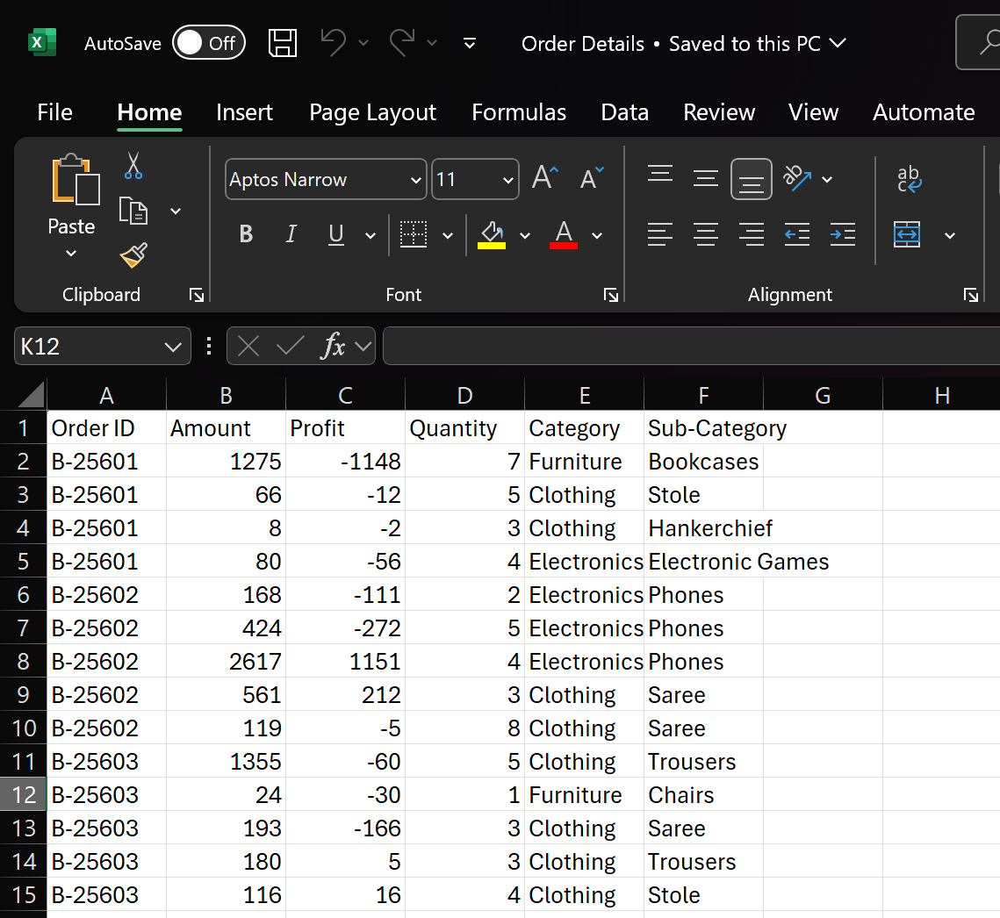 X AutoSave Off Order Details • Saved to this PC
File Home Insert Page Layout Formulas Data Review View Automate
Paste Aptos Narrow 11 A A ab
B I U A ab c
Clipboard Font Alignment
K12 fx
A B C D E F G H
1 Order ID Amount Profit Quantity Category Sub-Category
2 B-25601 1275 -1148 7 Furniture Bookcases
3 B-25601 66 -12 5 Clothing Stole
4 B-25601 8 -2 3 Clothing Hankerchief
5 B-25601 80 -56 4 Electronics Electronic Games
6 B-25602 168 -111 2 Electronics Phones
7 B-25602 424 -272 5 Electronics Phones
8 B-25602 2617 1151 4 Electronics Phones
9 B-25602 561 212 3 Clothing Saree
10 B-25602 119 -5 8 Clothing Saree
11 B-25603 1355 -60 5 Clothing Trousers
12 B-25603 24 -30 1 Furniture Chairs
13 B-25603 193 -166 3 Clothing Saree
14 B-25603 180 5 3 Clothing Trousers
15 B-25603 116 16 4 Clothing Stole